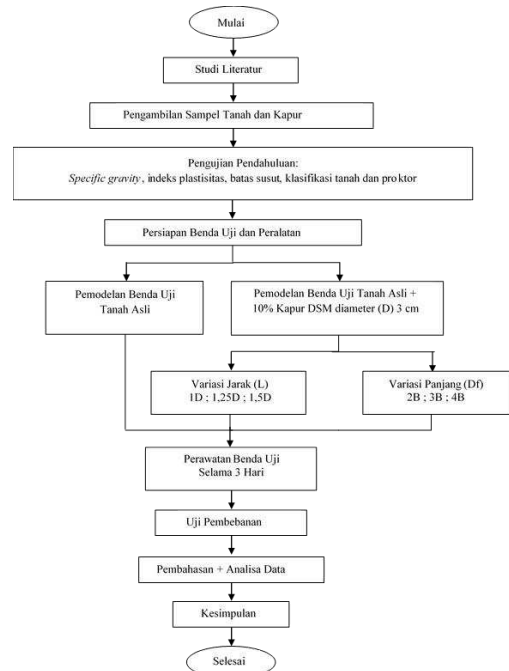 Mulai
Studi Literatur
Pengambilan Sampel Tanah dan Kapur
Pengujian Pendahuluan:
Specific gravity, indeks plastisitas, batas susut, klasifikasi tanah dan proktor
Persiapan Benda Uji dan Peralatan
Pemodelan Benda Uji
Tanah Asli
Pemodelan Benda Uji Tanah Asli +
10% Kapur DSM diameter (D) 3 cm
Variasi Jarak (L)
1D ; 1,25D ; 1,5D
Variasi Panjang (Df)
2B ; 3B ; 4B
Perawatan Benda Uji
Selama 3 Hari
Uji Pembebanan
Pembahasan + Analisa Data
Kesimpulan
Selesai